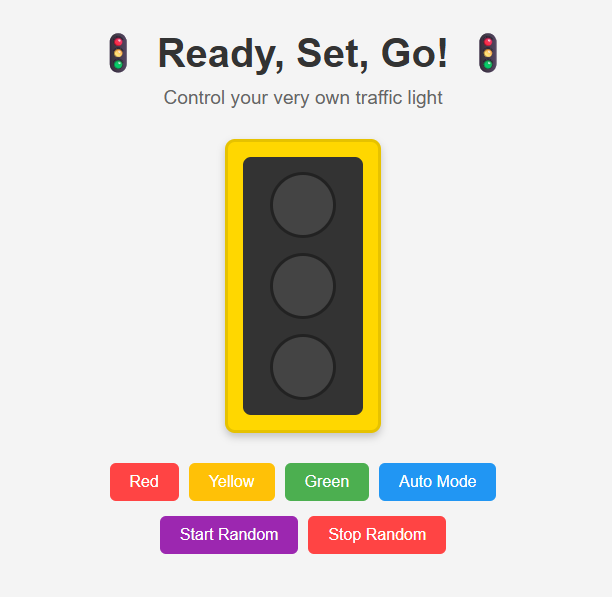 Ready, Set, Go!
Control your very own traffic light
Red Yellow Green Auto Mode
Start Random Stop Random